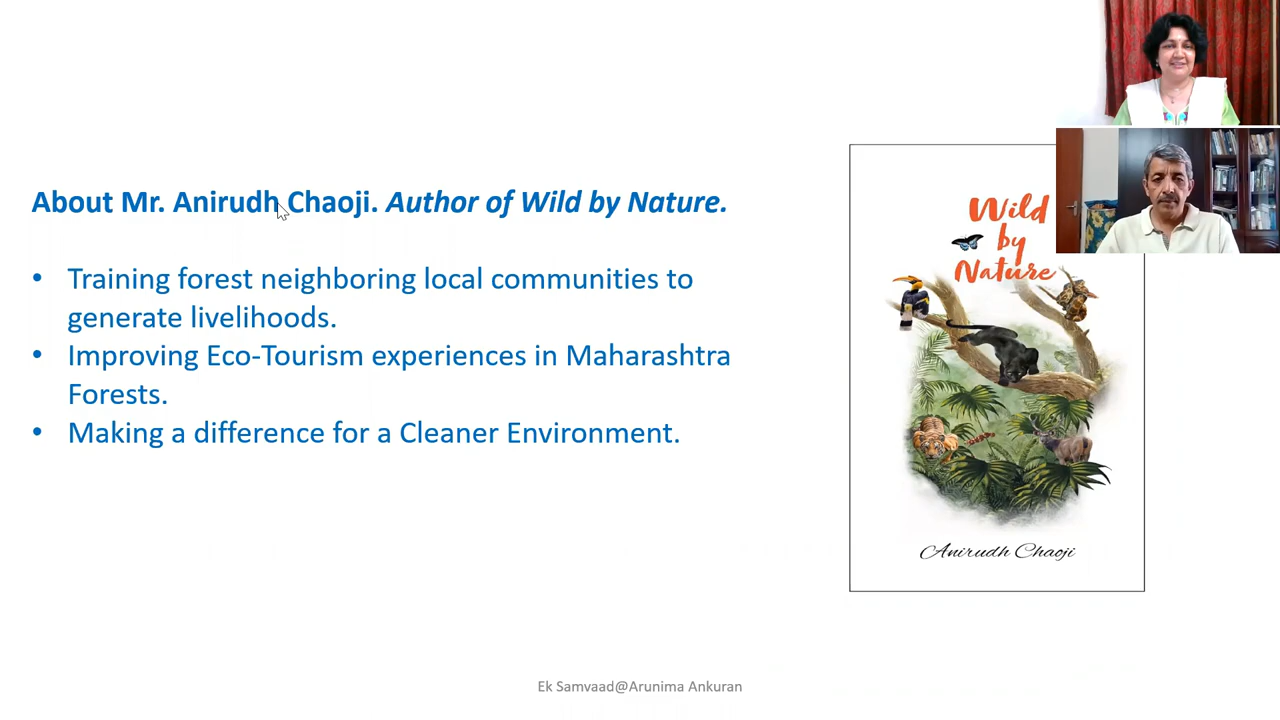 About Mr. Anirudh Chaoji. Author of Wild by Nature.
• Training forest neighboring local communities to
generate livelihoods.
• Improving Eco-Tourism experiences in Maharashtra
Forests.
• Making a difference for a Cleaner Environment.
Wild
by
Nature
Anirudh Chaoji
Ek Samvaad@Arunima Ankuran